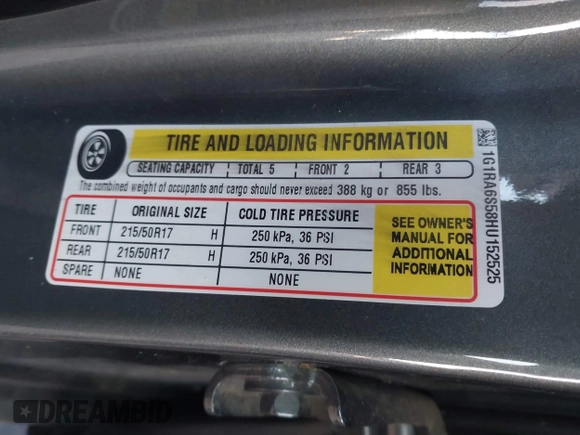 TIRE AND LOADING INFORMATION
SEATING CAPACITY TOTAL 5 FRONT 2 REAR 3
The combined weight of occupants and cargo should never exceed 388 kg or 855 lbs.
TIRE ORIGINAL SIZE COLD TIRE PRESSURE
FRONT 215/50R17 H 250 kPa, 36 PSI
REAR 215/50R17 H 250 kPa, 36 PSI
SPARE NONE NONE
SEE OWNER'S
MANUAL FOR
ADDITIONAL
INFORMATION
1G1RA6S58HU152525
DREAMBID